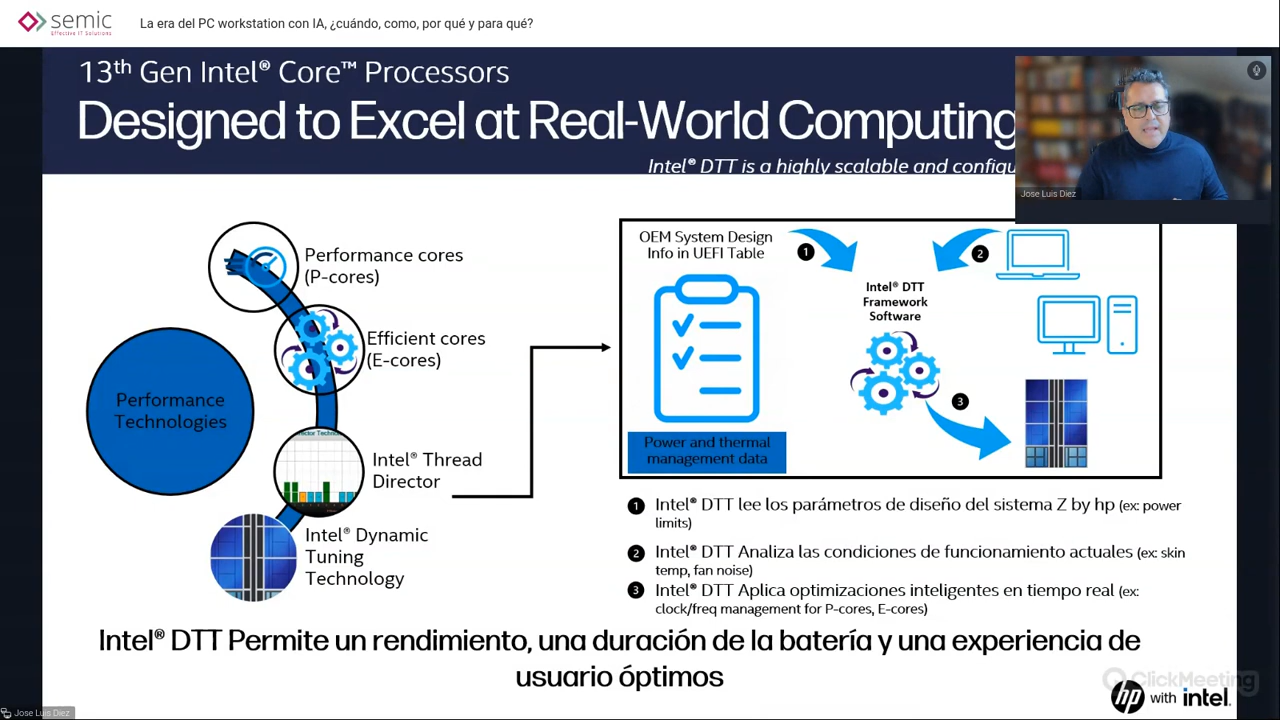 semic
Effective IT Solutions
La era del PC workstation con IA, ¿cuándo, como, por qué y para qué?
13th Gen Intel® Core™ Processors
Designed to Excel at Real-World Computing
Intel® DTT is a highly scalable and configu
Jose Luis Diez
Performance cores
(P-cores)
Efficient cores
(E-cores)
Performance
Technologies
Intel® Thread
Director
Intel® Dynamic
Tuning
Technology
OEM System Design
Info in UEFI Table
1
2
Intel® DTT
Framework
Software
3
Power and thermal
management data
1 Intel® DTT lee los parámetros de diseño del sistema Z by hp (ex: power
limits)
2 Intel® DTT Analiza las condiciones de funcionamiento actuales (ex: skin
temp, fan noise)
3 Intel® DTT Aplica optimizaciones inteligentes en tiempo real (ex:
clock/freq management for P-cores, E-cores)
Intel® DTT Permite un rendimiento, una duración de la batería y una experiencia de
usuario óptimos
ClickMeeting
hp with intel.
Jose Luis Diez